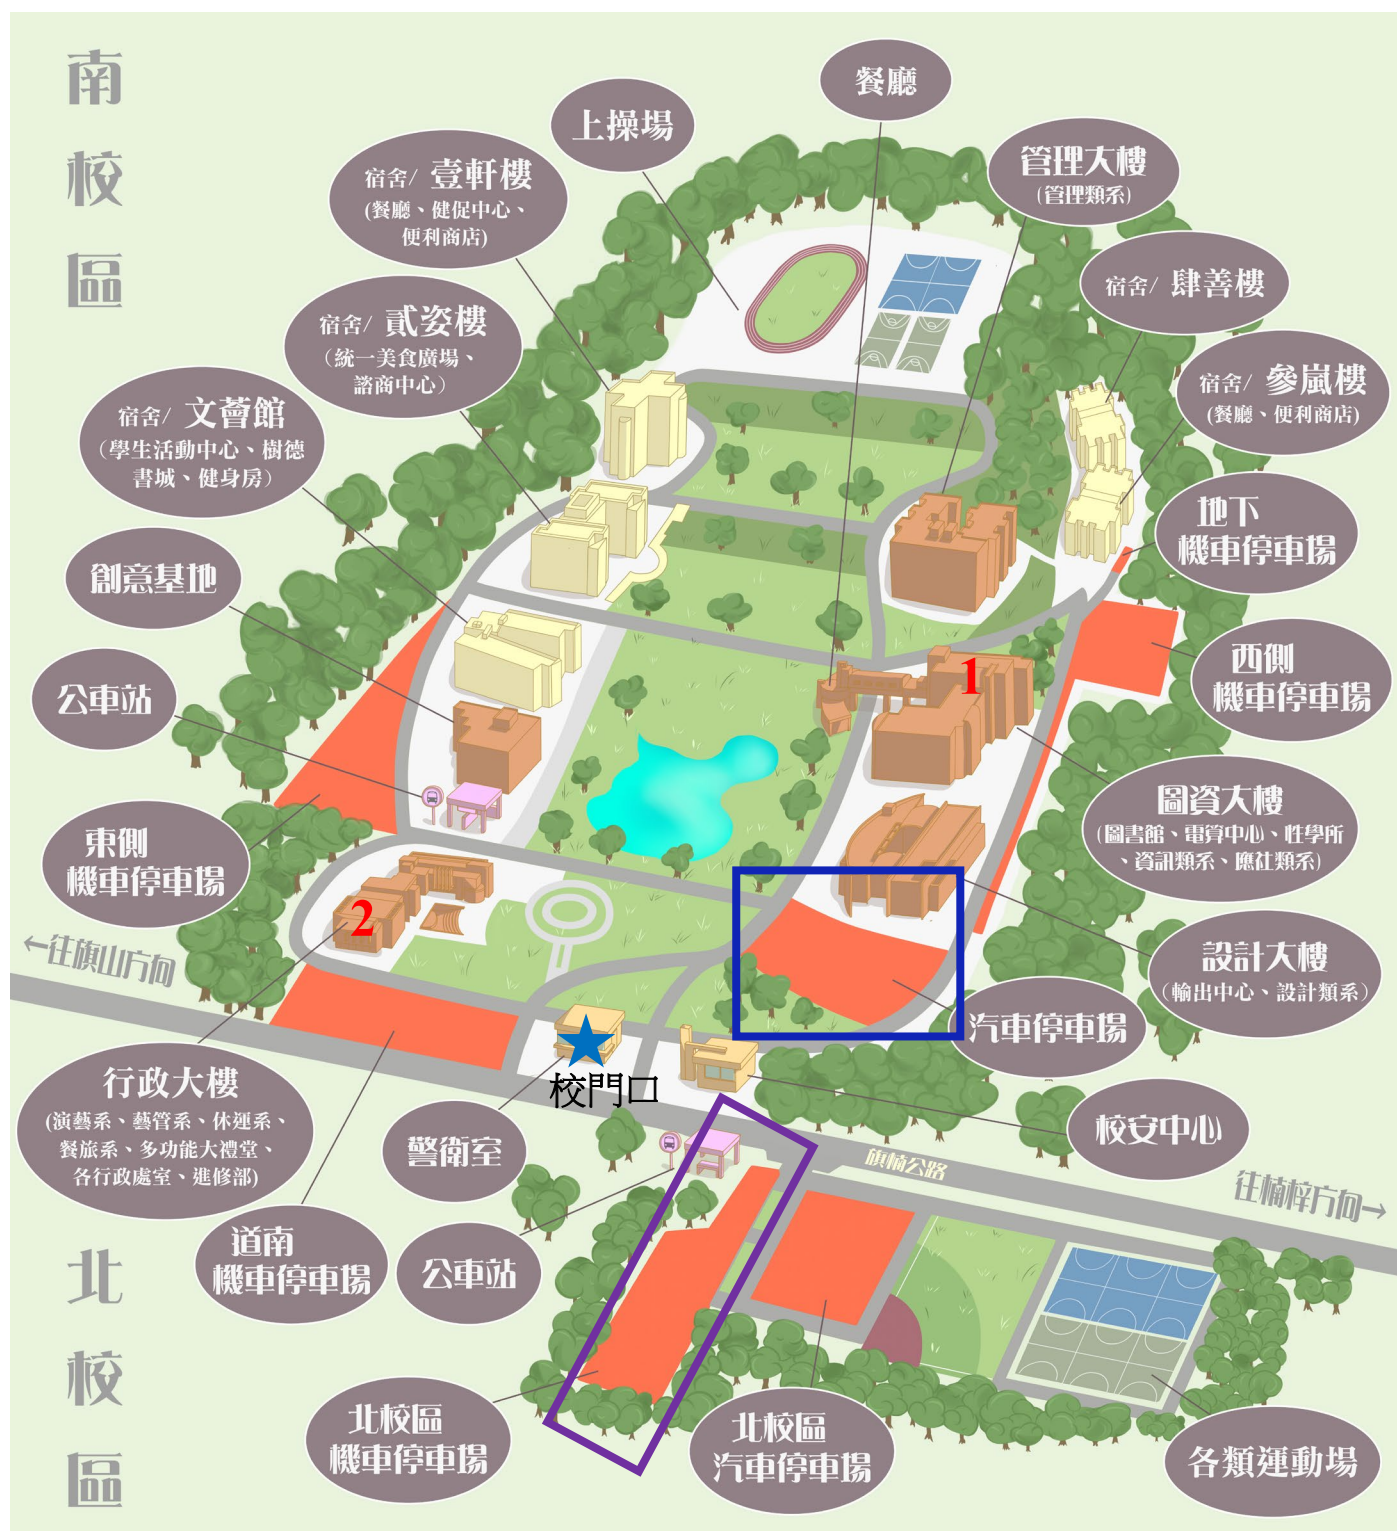 南校區
餐廳
上操場
管理大樓
(管理類系)
宿舍/ 壹軒樓
(餐廳、健促中心、
便利商店)
宿舍/ 肆善樓
宿舍/ 貳姿樓
(統一美食廣場、
諮商中心)
宿舍/ 參嵐樓
(餐廳、便利商店)
宿舍/ 文薈館
(學生活動中心、樹德
書城、健身房)
地下
機車停車場
創意基地
西側
機車停車場
公車站
1
圖資大樓
(圖書館、電算中心、性學所
、資訊類系、應社類系)
東側
機車停車場
2
←往旗山方向
設計大樓
(輸出中心、設計類系)
汽車停車場
行政大樓
(演藝系、藝管系、休運系、
餐旅系、多功能大禮堂、
各行政處室、進修部)
校門口
校安中心
警衛室
旗楠公路
往楠梓方向→
道南
機車停車場
公車站
北校區
北校區
機車停車場
北校區
汽車停車場
各類運動場